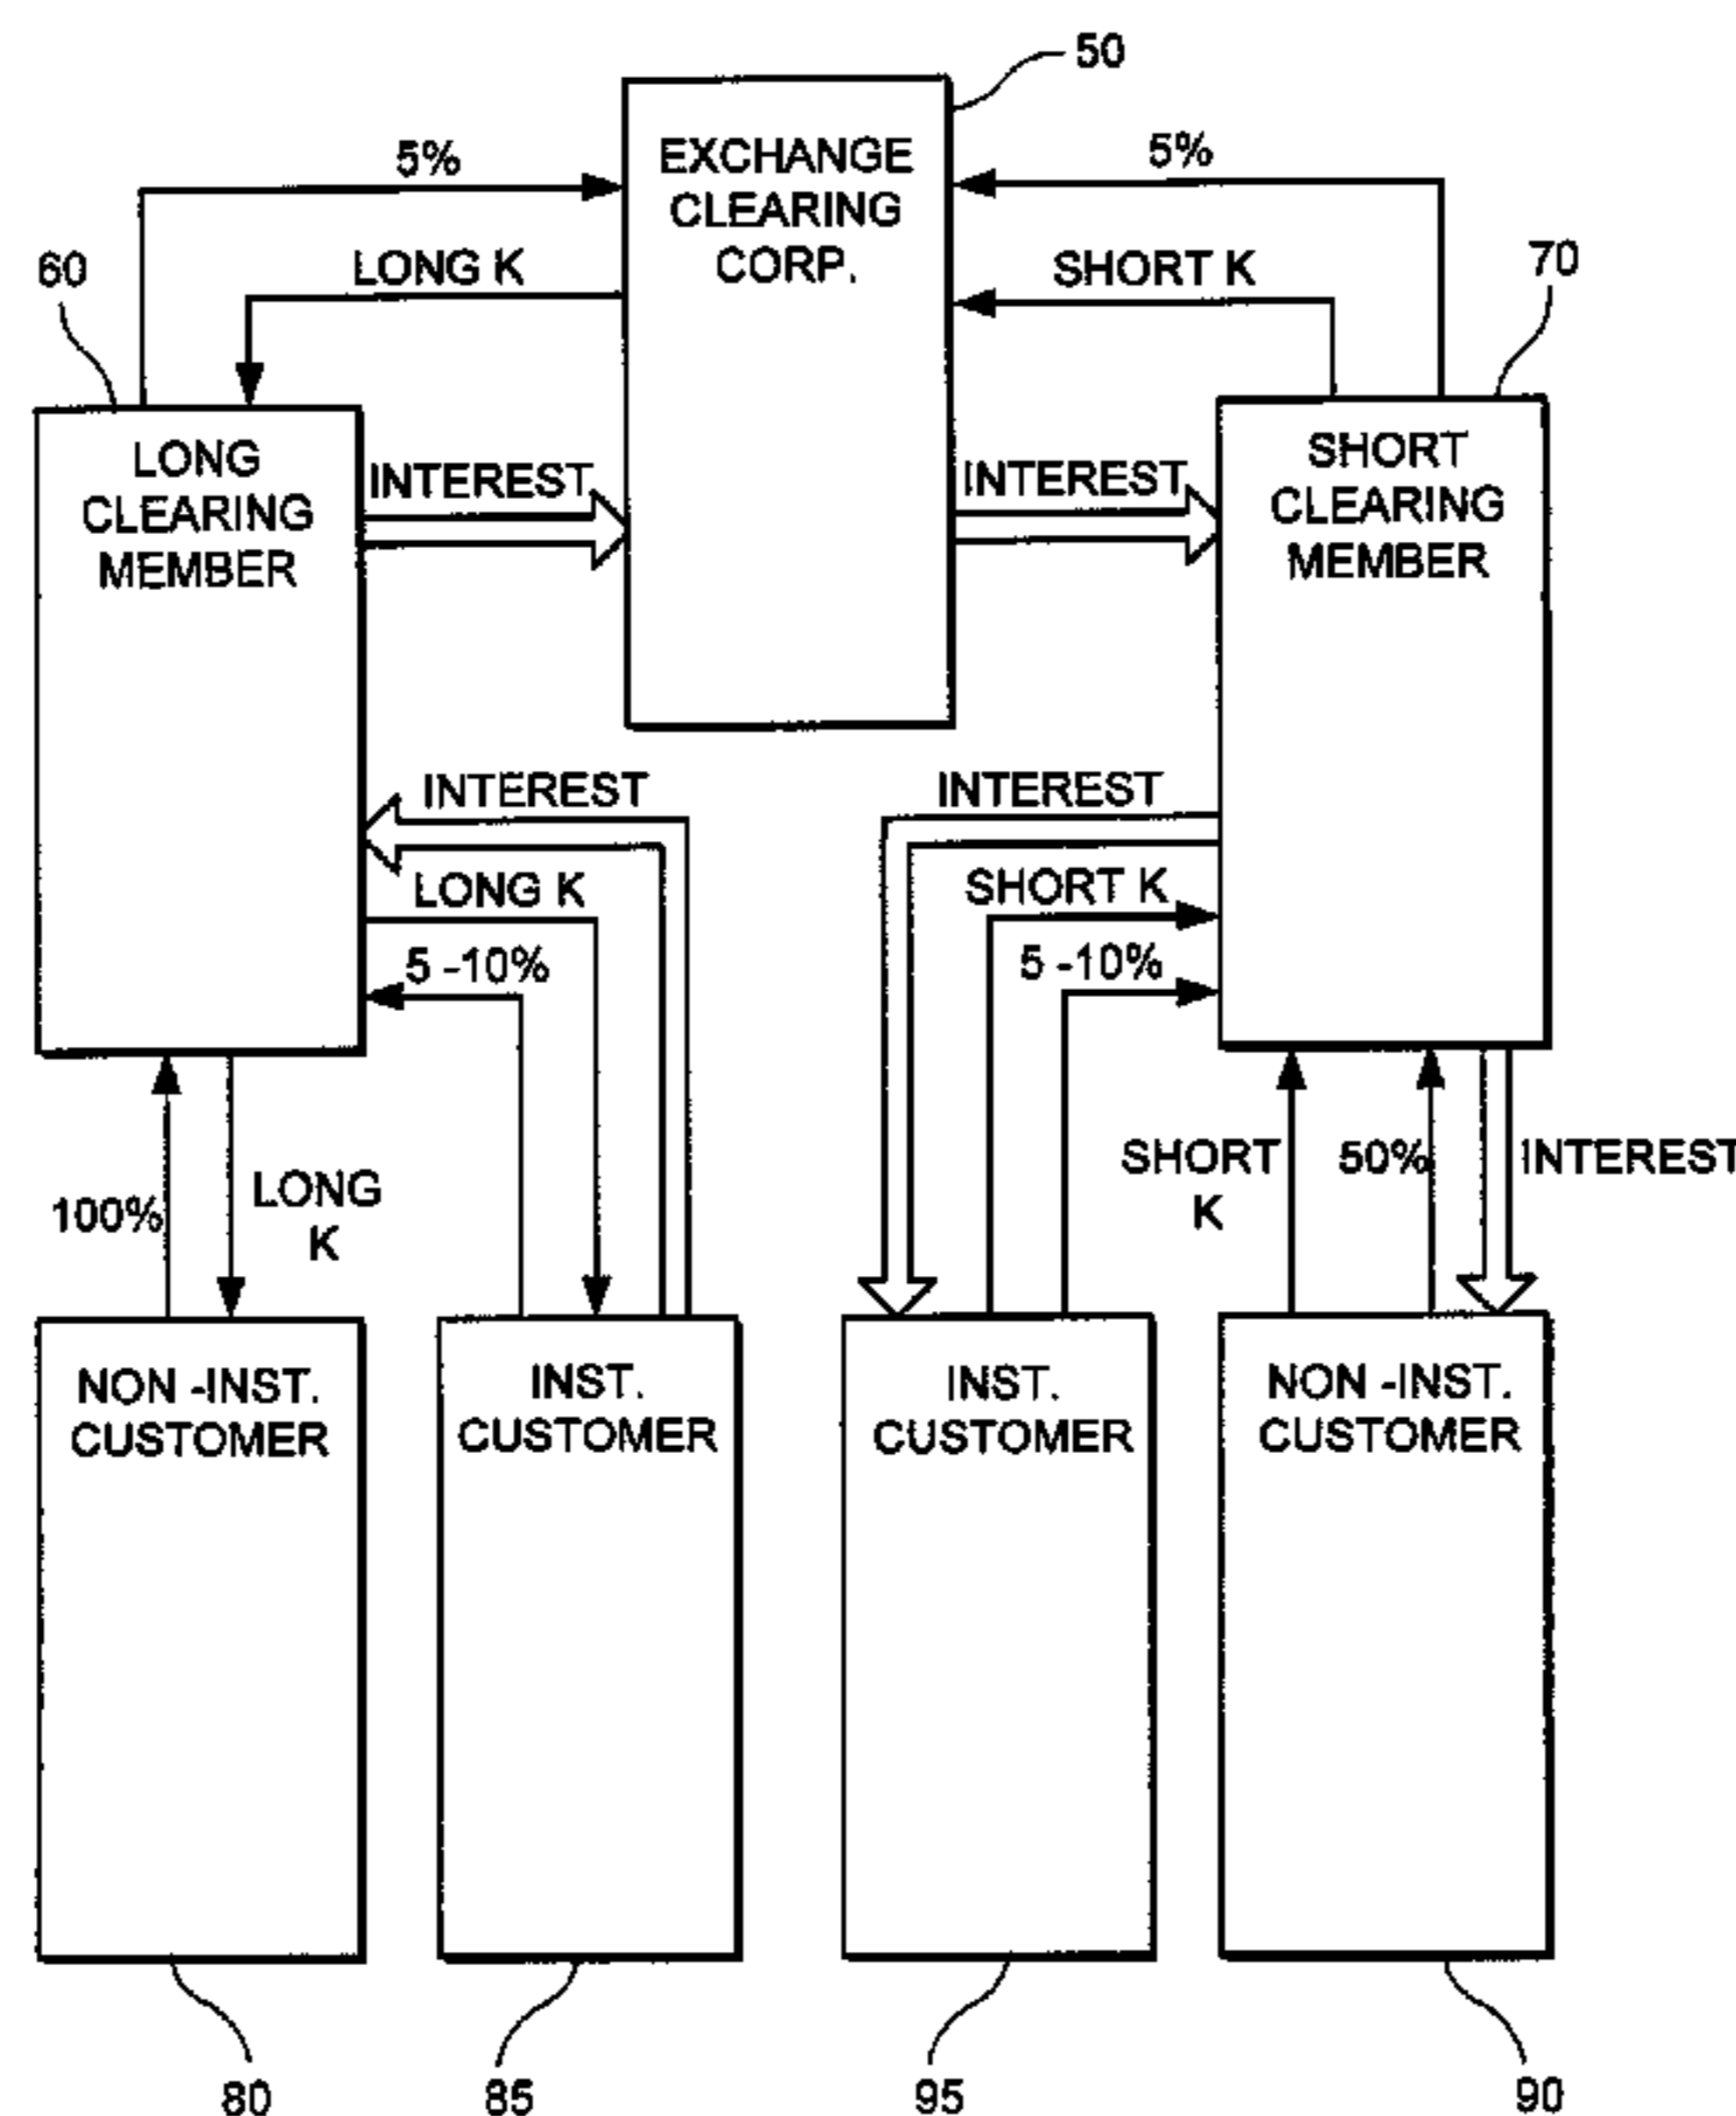 50
5%
EXCHANGE
CLEARING
CORP.
5%
60
LONG K
SHORT K
70
LONG
CLEARING
MEMBER
INTEREST
INTEREST
SHORT
CLEARING
MEMBER
INTEREST
INTEREST
LONG K
SHORT K
5 -10%
5 -10%
100%
LONG
K
SHORT
K
50%
INTEREST
NON -INST.
CUSTOMER
INST.
CUSTOMER
INST.
CUSTOMER
NON -INST.
CUSTOMER
80
85
95
90